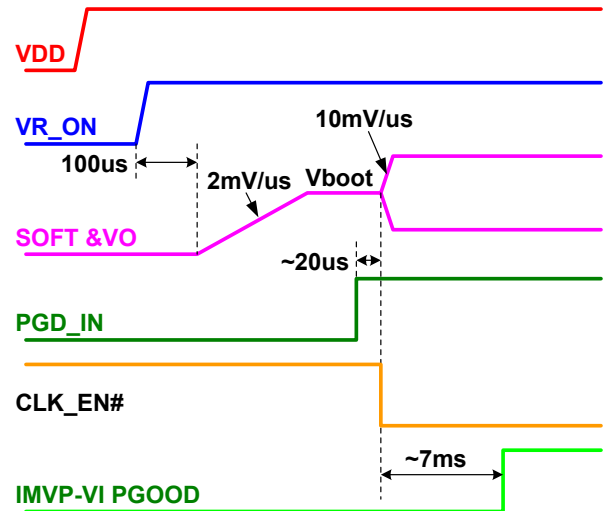 VDD
VR_ON
10mV/us
100us
2mV/us
Vboot
SOFT &VO
~20us
PGD_IN
CLK_EN#
~7ms
IMVP-VI PGOOD